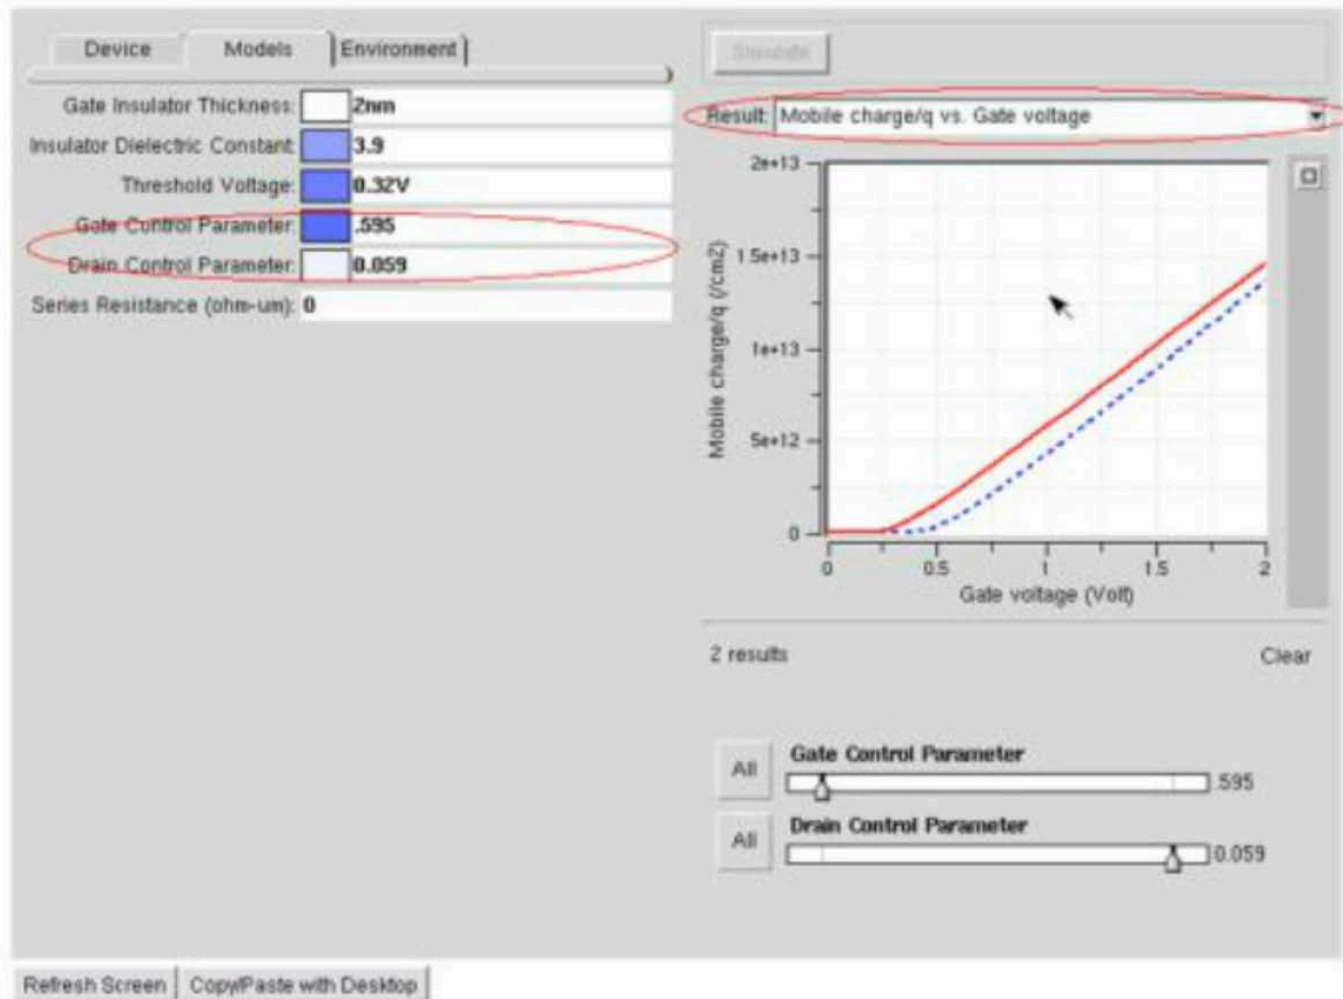 Device Models Environment
Gate Insulator Thickness: 2nm
Insulator Dielectric Constant: 3.9
Threshold Voltage: 0.32V
Gate Control Parameter: .595
Drain Control Parameter: 0.059
Series Resistance (ohm-um): 0
Simulate
Result: Mobile charge/q vs. Gate voltage
2e+13
1.5e+13
1e+13
5e+12
0
Mobile charge/q (/cm2)
0 0.5 1 1.5 2
Gate voltage (Volt)
2 results Clear
All Gate Control Parameter
.595
All Drain Control Parameter
0.059
Refresh Screen Copy/Paste with Desktop